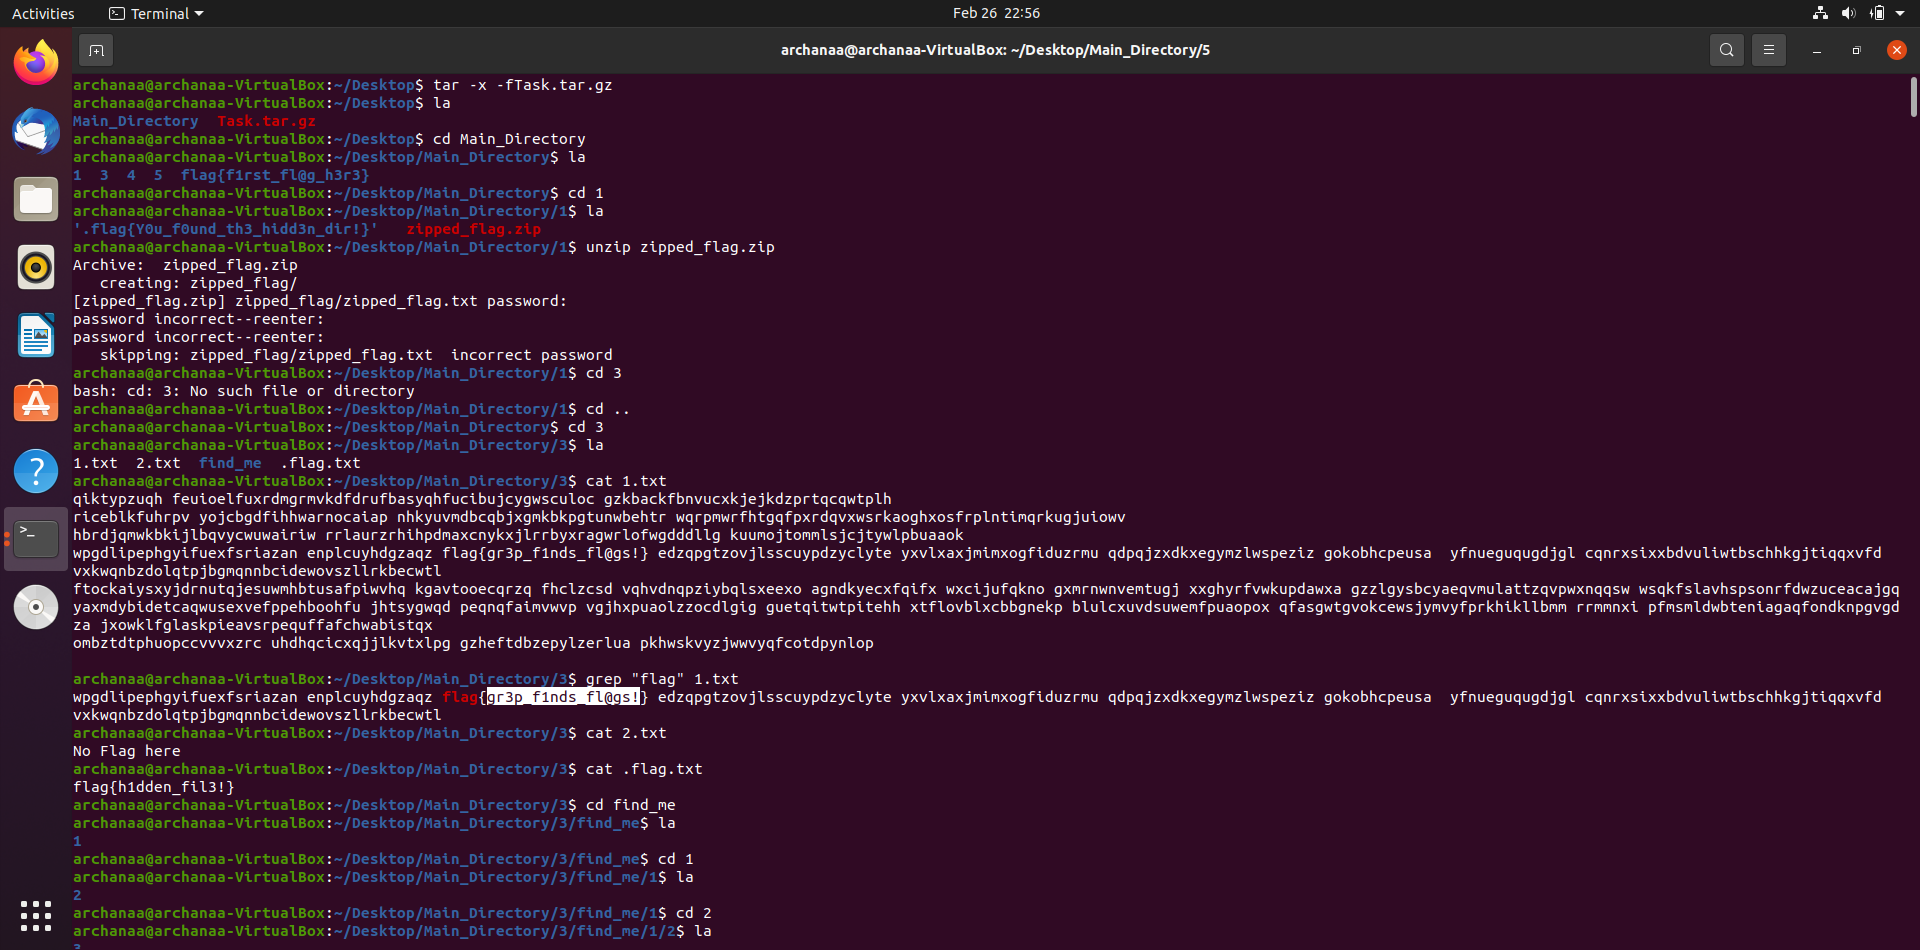 Activities
Terminal
Feb 26 22:56
archanaa@archanaa-VirtualBox: ~/Desktop/Main_Directory/5
archanaa@archanaa-VirtualBox:~/Desktop$ tar -x -fTask.tar.gz
archanaa@archanaa-VirtualBox:~/Desktop$ la
Main_Directory  Task.tar.gz
archanaa@archanaa-VirtualBox:~/Desktop$ cd Main_Directory
archanaa@archanaa-VirtualBox:~/Desktop/Main_Directory$ la
1  3  4  5  flag{f1rst_fl@g_h3r3}
archanaa@archanaa-VirtualBox:~/Desktop/Main_Directory$ cd 1
archanaa@archanaa-VirtualBox:~/Desktop/Main_Directory/1$ la
'.flag{Y0u_f0und_th3_hidd3n_dir!}'   zipped_flag.zip
archanaa@archanaa-VirtualBox:~/Desktop/Main_Directory/1$ unzip zipped_flag.zip
Archive:  zipped_flag.zip
   creating: zipped_flag/
[zipped_flag.zip] zipped_flag/zipped_flag.txt password:
password incorrect--reenter:
password incorrect--reenter:
   skipping: zipped_flag/zipped_flag.txt  incorrect password
archanaa@archanaa-VirtualBox:~/Desktop/Main_Directory/1$ cd 3
bash: cd: 3: No such file or directory
archanaa@archanaa-VirtualBox:~/Desktop/Main_Directory/1$ cd ..
archanaa@archanaa-VirtualBox:~/Desktop/Main_Directory$ cd 3
archanaa@archanaa-VirtualBox:~/Desktop/Main_Directory/3$ la
1.txt  2.txt  find_me  .flag.txt
archanaa@archanaa-VirtualBox:~/Desktop/Main_Directory/3$ cat 1.txt
qiktypzuqh feuioelfuxrdmgrmvkdfdrufbasyqhfucibujcygwsculoc gzkbackfbnvucxkjejkdzprtqcqwtplh
riceblkfuhrpv yojcbgdfihhwarnocaiap nhkyuvmdbcqbjxgmkbkpgtunwbehtr wqrpmwrfhtgqfpxrdqvxwsrkaoghxosfrplntimqrkugjuiowv
hbrdjqmwkbkijlbqvycwuwairiw rrlaurzrhihpdmaxcnykxjlrrbyxragwrlofwgdddllg kuumojtommlsjcjtywlpbuaaok
wpgdlipephgyifuexfsriazan enplcuyhdgzaqz flag{gr3p_f1nds_fl@gs!} edzqpgtzovjlsscuypdzyclyte yxvlxaxjmimxogfiduzrmu qdpqjzxdkxegymzlwspeziz gokobhcpeusa  yfnueguqugdjgl cqnrxsixxbdvuliwtbschhkgjtiqqxvfd
vxkwqnbzdolqtpjbgmqnnbcidewovszllrkbecwtl
ftockaiysxyjdrnutqjesuwmhbtusafpiwvhq kgavtooecqrzq fhclzcsd vqhvdnqpziybqlsxeexo agndkyecxfqifx wxcijufqkno gxmrnwnvemtugj xxghyrfvwkupdawxa gzzlgysbcyaeqvmulattzqvpwxnqqsw wsqkfslavhspsonrfdwzuceacajgq
yaxmdybidetcaqwusexvefppehboohfu jhtsygwqd peqnqfaimvwvp vgjhxpuaolzzocdlgig guetqitwtpitehh xtflovblxcbbgnekp blulcxuvdsuwemfpuaopox qfasgwtgvokcewsjymvyfprkhikllbmm rrmmnxi pfmsmldwbteniagaqfondknpgvgd
za jxowklfglaskpieavsrpequffafchwabistqx
ombztdtphuopccvvvxzrc uhdhqcicxqjjlkvtxlpg gzheftdbzepylzerlua pkhwskvyzjwwvyqfcotdpynlop
archanaa@archanaa-VirtualBox:~/Desktop/Main_Directory/3$ grep "flag" 1.txt
wpgdlipephgyifuexfsriazan enplcuyhdgzaqz flag{gr3p_f1nds_fl@gs!} edzqpgtzovjlsscuypdzyclyte yxvlxaxjmimxogfiduzrmu qdpqjzxdkxegymzlwspeziz gokobhcpeusa  yfnueguqugdjgl cqnrxsixxbdvuliwtbschhkgjtiqqxvfd
vxkwqnbzdolqtpjbgmqnnbcidewovszllrkbecwtl
archanaa@archanaa-VirtualBox:~/Desktop/Main_Directory/3$ cat 2.txt
No Flag here
archanaa@archanaa-VirtualBox:~/Desktop/Main_Directory/3$ cat .flag.txt
flag{h1dden_fil3!}
archanaa@archanaa-VirtualBox:~/Desktop/Main_Directory/3$ cd find_me
archanaa@archanaa-VirtualBox:~/Desktop/Main_Directory/3/find_me$ la
1
archanaa@archanaa-VirtualBox:~/Desktop/Main_Directory/3/find_me$ cd 1
archanaa@archanaa-VirtualBox:~/Desktop/Main_Directory/3/find_me/1$ la
2
archanaa@archanaa-VirtualBox:~/Desktop/Main_Directory/3/find_me/1$ cd 2
archanaa@archanaa-VirtualBox:~/Desktop/Main_Directory/3/find_me/1/2$ la